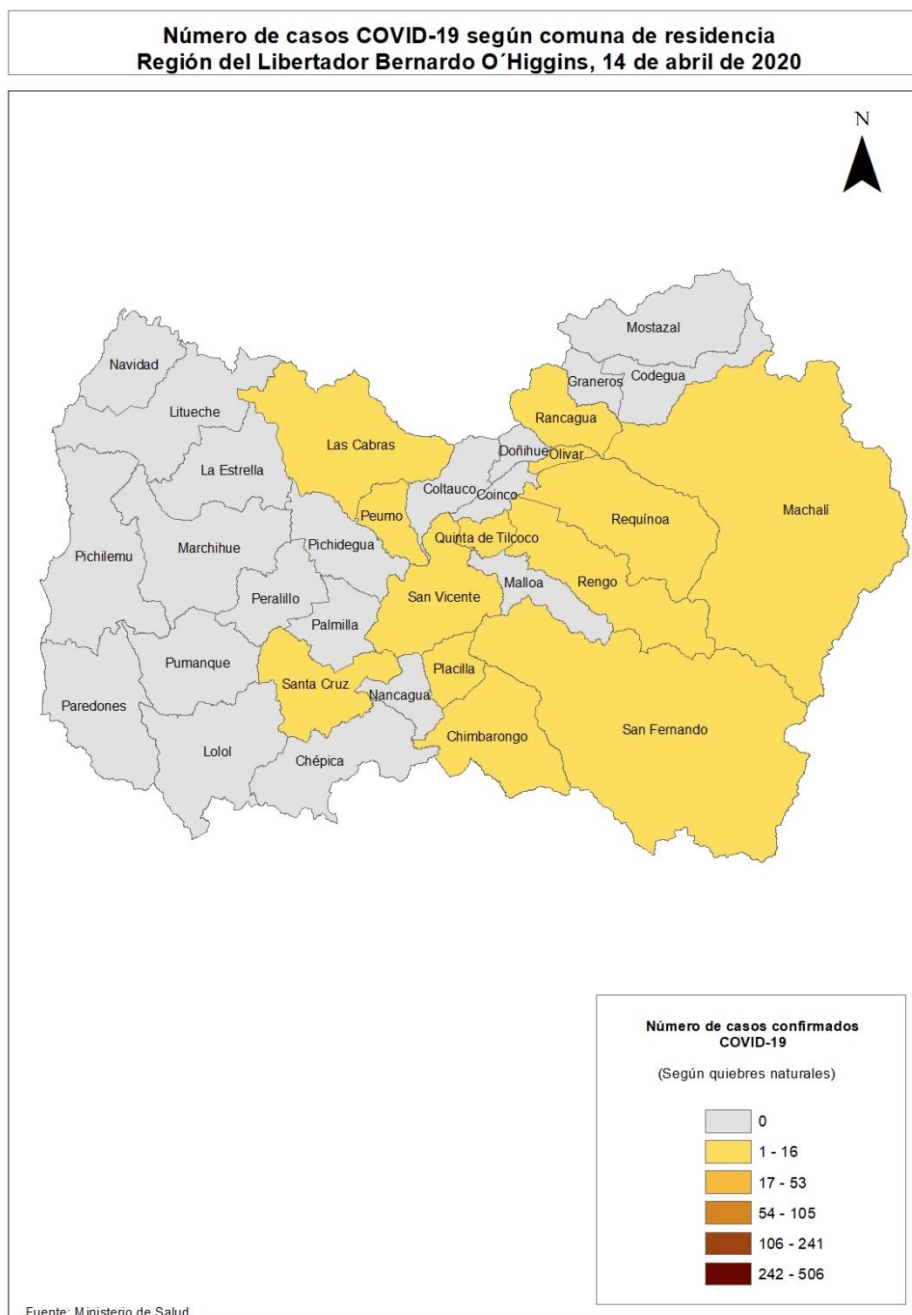 Número de casos COVID-19 según comuna de residencia
Región del Libertador Bernardo O´Higgins, 14 de abril de 2020
N
Mostazal
Navidad
Graneros
Codegua
Litueche
Rancagua
Las Cabras
Doñihue
Olivar
La Estrella
Coltauco
Coinco
Machalí
Peumo
Requínoa
Quinta de Tilcoco
Pichidegua
Marchihue
Pichilemu
Malloa
Rengo
Peralillo
San Vicente
Palmilla
Pumanque
Placilla
Santa Cruz
Nancagua
Paredones
San Fernando
Chimbarongo
Lolol
Chépica
Número de casos confirmados
COVID-19
(Según quiebres naturales)
0
1 - 16
17 - 53
54 - 105
106 - 241
242 - 506
Fuente: Ministerio de Salud